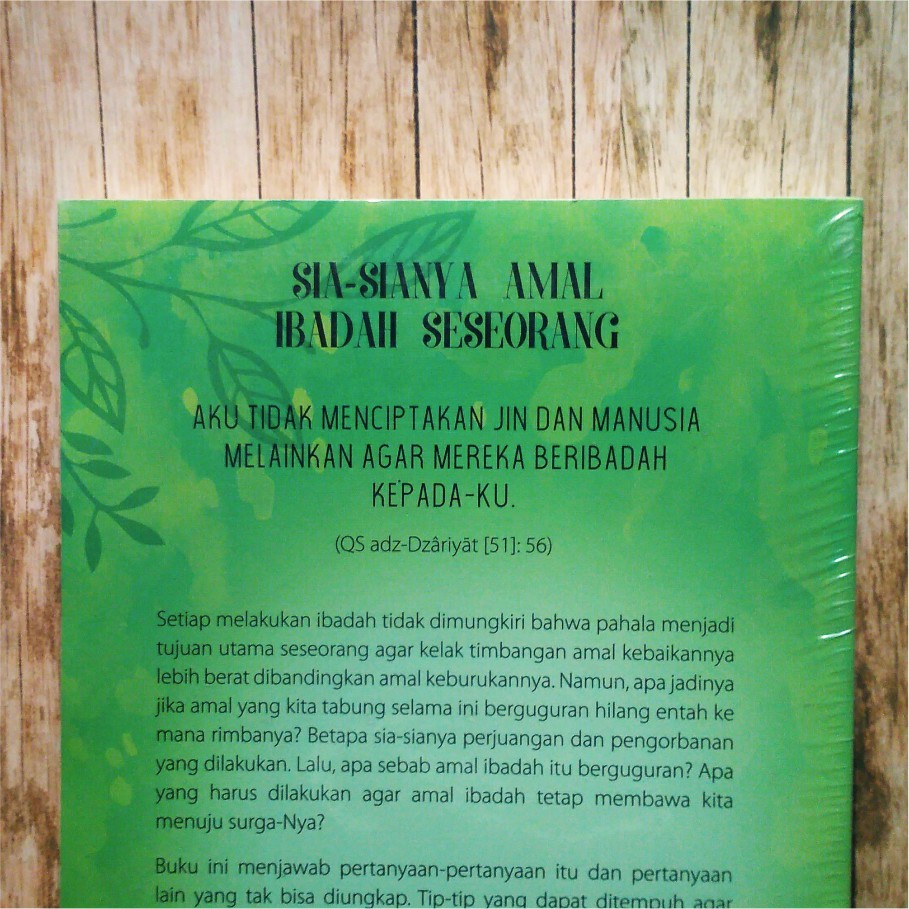 SIA-SIANYA AMAL
IBADAH SESEORANG
AKU TIDAK MENCIPTAKAN JIN DAN MANUSIA
MELAINKAN AGAR MEREKA BERIBADAH
KEPADA-KU.
(QS adz-Dzâriyāt [51]: 56)
Setiap melakukan ibadah tidak dimungkiri bahwa pahala menjadi
tujuan utama seseorang agar kelak timbangan amal kebaikannya
lebih berat dibandingkan amal keburukannya. Namun, apa jadinya
jika amal yang kita tabung selama ini berguguran hilang entah ke
mana rimbanya? Betapa sia-sianya perjuangan dan pengorbanan
yang dilakukan. Lalu, apa sebab amal ibadah itu berguguran? Apa
yang harus dilakukan agar amal ibadah tetap membawa kita
menuju surga-Nya?
Buku ini menjawab pertanyaan-pertanyaan itu dan pertanyaan
lain yang tak bisa diungkap. Tip-tip yang dapat ditempuh agar